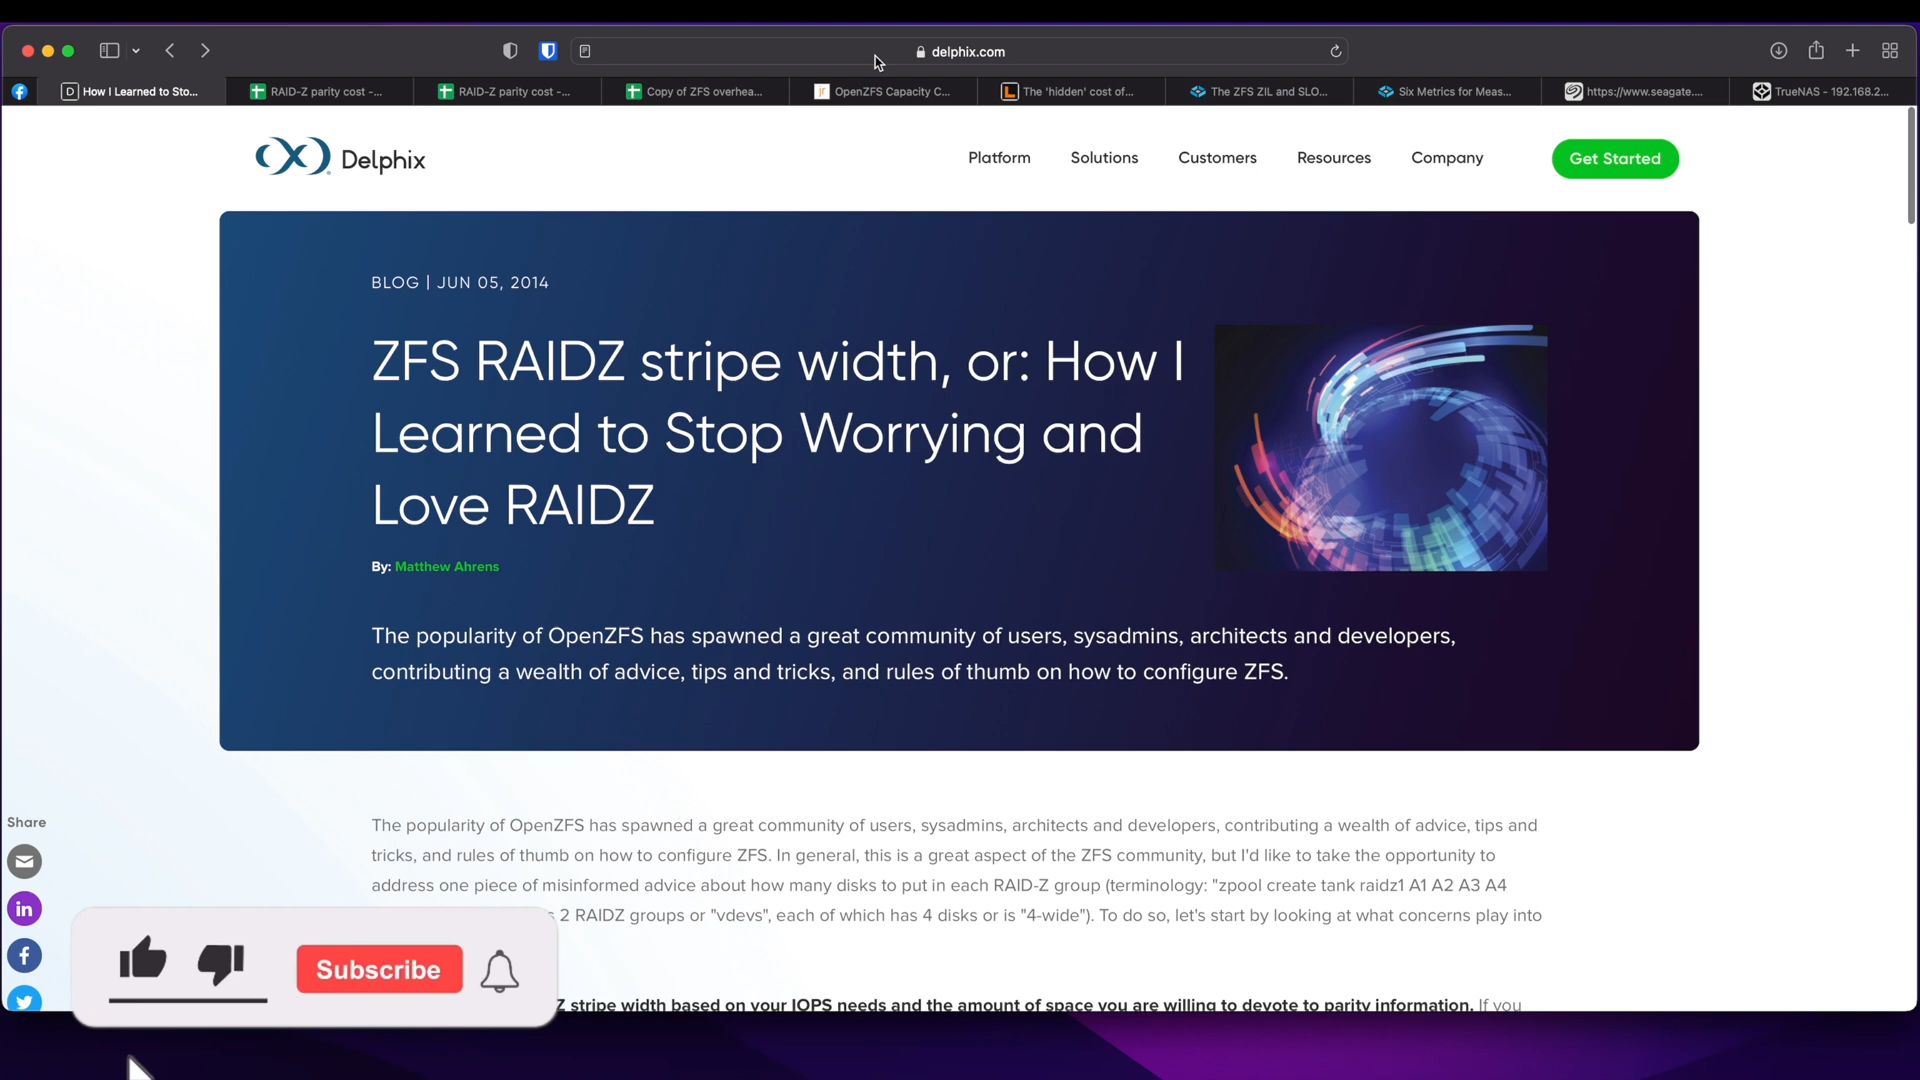 delphix.com
How I Learned to Sto...
RAID-Z parity cost -...
RAID-Z parity cost -...
Copy of ZFS overhea...
OpenZFS Capacity C...
The 'hidden' cost of...
The ZFS ZIL and SLO...
Six Metrics for Meas...
https://www.seagate....
TrueNAS - 192.168.2...
Delphix
Platform
Solutions
Customers
Resources
Company
Get Started
BLOG | JUN 05, 2014
ZFS RAIDZ stripe width, or: How I
Learned to Stop Worrying and
Love RAIDZ
By: Matthew Ahrens
The popularity of OpenZFS has spawned a great community of users, sysadmins, architects and developers,
contributing a wealth of advice, tips and tricks, and rules of thumb on how to configure ZFS.
Share
The popularity of OpenZFS has spawned a great community of users, sysadmins, architects and developers, contributing a wealth of advice, tips and
tricks, and rules of thumb on how to configure ZFS. In general, this is a great aspect of the ZFS community, but I'd like to take the opportunity to
address one piece of misinformed advice about how many disks to put in each RAID-Z group (terminology: "zpool create tank raidz1 A1 A2 A3 A4
2 RAIDZ groups or "vdevs", each of which has 4 disks or is "4-wide"). To do so, let's start by looking at what concerns play into
Z stripe width based on your IOPS needs and the amount of space you are willing to devote to parity information. If you
Subscribe